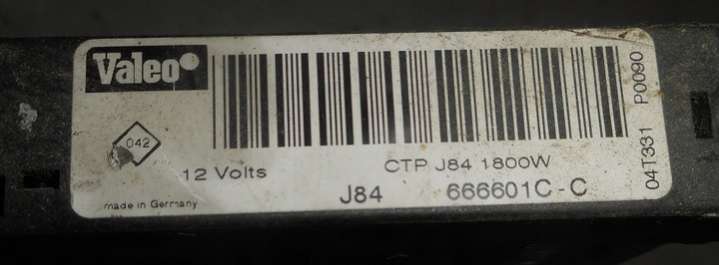 Valeo
042
12 Volts
CTP J84 1800W
J84 666601C-C
made in Germany
04T331 P0090